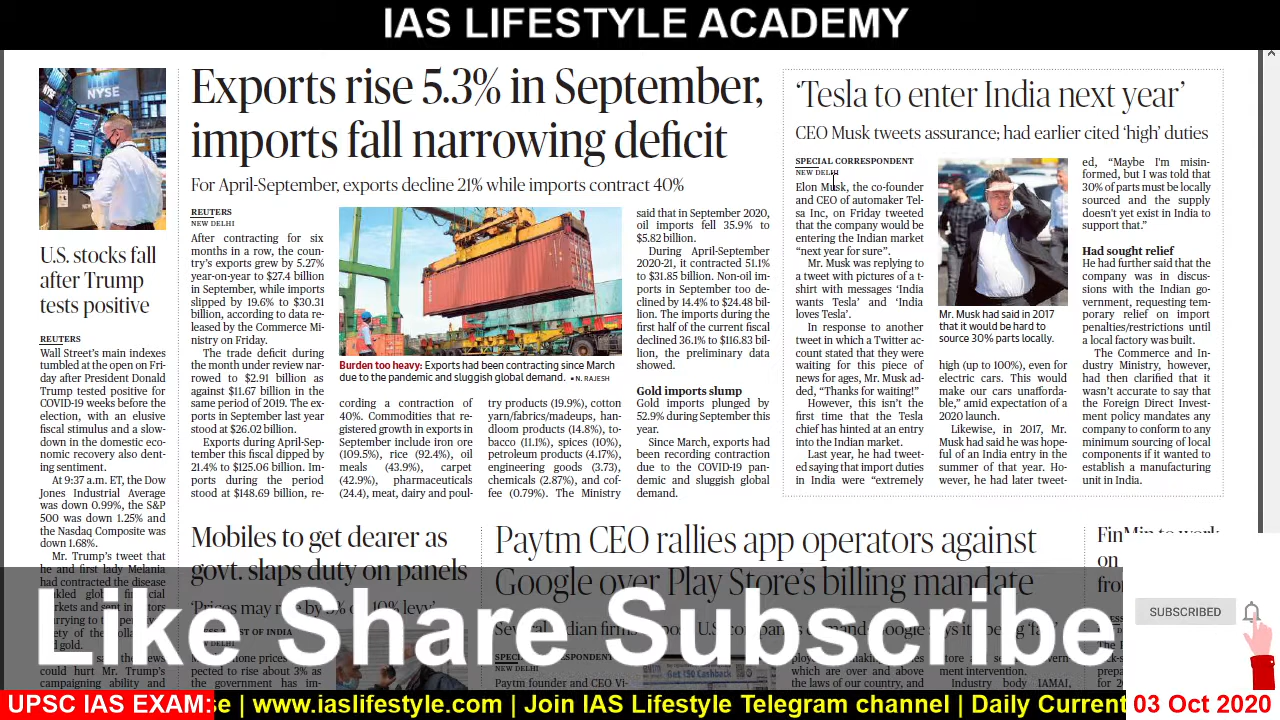 IAS LIFESTYLE ACADEMY
NYSE
U.S. stocks fall
after Trump
tests positive
REUTERS
Wall Street's main indexes
tumbled at the open on Fri-
day after President Donald
Trump tested positive for
COVID-19 weeks before the
election, with an elusive
fiscal stimulus and a slow-
down in the domestic eco-
nomic recovery also dent-
ing sentiment.
At 9:37 a.m. ET, the Dow
Jones Industrial Average
was down 0.99%, the S&P
500 was down 1.25% and
the Nasdaq Composite was
down 1.68%.
Mr. Trump's tweet that
he and first lady Melania
had contracted the disease
could hurt Mr. Trump's
campaigning ability and
Exports rise 5.3% in September,
imports fall narrowing deficit
For April-September, exports decline 21% while imports contract 40%
REUTERS
NEW DELHI
After contracting for six
months in a row, the coun-
try's exports grew by 5.27%
year-on-year to $27.4 billion
in September, while imports
slipped by 19.6% to $30.31
billion, according to data re-
leased by the Commerce Mi-
nistry on Friday.
The trade deficit during
the month under review nar-
rowed to $2.91 billion as
against $11.67 billion in the
same period of 2019. The ex-
ports in September last year
stood at $26.02 billion.
Exports during April-Sep-
tember this fiscal dipped by
21.4% to $125.06 billion. Im-
ports during the period
stood at $148.69 billion, re-
Burden too heavy: Exports had been contracting since March
due to the pandemic and sluggish global demand. • N. RAJESH
cording a contraction of
40%. Commodities that re-
gistered growth in exports in
September include iron ore
(109.5%), rice (92.4%), oil
meals (43.9%), carpet
(42.9%), pharmaceuticals
(24.4), meat, dairy and poul-
try products (19.9%), cotton
yarn/fabrics/madeups, han-
dloom products (14.8%), to-
bacco (11.1%), spices (10%),
petroleum products (4.17%),
engineering goods (3.73),
chemicals (2.87%), and cof-
fee (0.79%). The Ministry
said that in September 2020,
oil imports fell 35.9% to
$5.82 billion.
During April-September
2020-21, it contracted 51.1%
to $31.85 billion. Non-oil im-
ports in September too de-
clined by 14.4% to $24.48 bil-
lion. The imports during the
first half of the current fiscal
declined 36.1% to $116.83 bil-
lion, the preliminary data
showed.
Gold imports slump
Gold imports plunged by
52.9% during September this
year.
Since March, exports had
been recording contraction
due to the COVID-19 pan-
demic and sluggish global
demand.
‘Tesla to enter India next year’
CEO Musk tweets assurance; had earlier cited ‘high’ duties
SPECIAL CORRESPONDENT
NEW DELHI
Elon Musk, the co-founder
and CEO of automaker Tel-
sa Inc, on Friday tweeted
that the company would be
entering the Indian market
“next year for sure”.
Mr. Musk was replying to
a tweet with pictures of a t-
shirt with messages ‘India
wants Tesla’ and ‘India
loves Tesla’.
In response to another
tweet in which a Twitter ac-
count stated that they were
waiting for this piece of
news for ages, Mr. Musk ad-
ded, “Thanks for waiting!”
However, this isn't the
first time that the Tesla
chief has hinted at an entry
into the Indian market.
Last year, he had tweet-
ed saying that import duties
in India were “extremely
Mr. Musk had said in 2017
that it would be hard to
source 30% parts locally.
high (up to 100%), even for
electric cars. This would
make our cars unafforda-
ble,” amid expectation of a
2020 launch.
Likewise, in 2017, Mr.
Musk had said he was hope-
ful of an India entry in the
summer of that year. Ho-
wever, he had later tweet-
ed, “Maybe I'm misin-
formed, but I was told that
30% of parts must be locally
sourced and the supply
doesn't yet exist in India to
support that.”
Had sought relief
He had further said that the
company was in discus-
sions with the Indian go-
vernment, requesting tem-
porary relief on import
penalties/restrictions until
a local factory was built.
The Commerce and In-
dustry Ministry, however,
had then clarified that it
wasn't accurate to say that
the Foreign Direct Invest-
ment policy mandates any
company to conform to any
minimum sourcing of local
components if it wanted to
establish a manufacturing
unit in India.
Mobiles to get dearer as
govt. slaps duty on panels
Paytm CEO rallies app operators against
Google over Play Store's billing mandate
NEW DELHI
Paytm founder and CEO Vi-
on
Like Share Subscribe
SUBSCRIBED
UPSC IAS EXAM:
se | www.iaslifestyle.com | Join IAS Lifestyle Telegram channel | Daily Current
03 Oct 2020